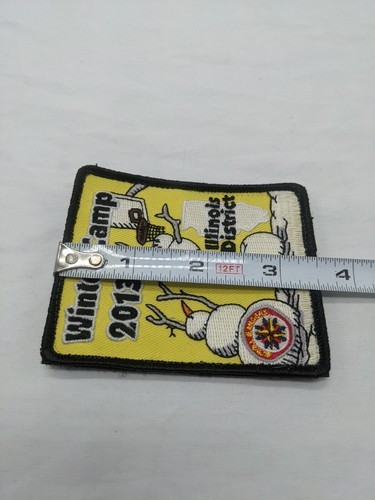 Winter Camp
2013
Illinois
District
1 2 12FT 3 4